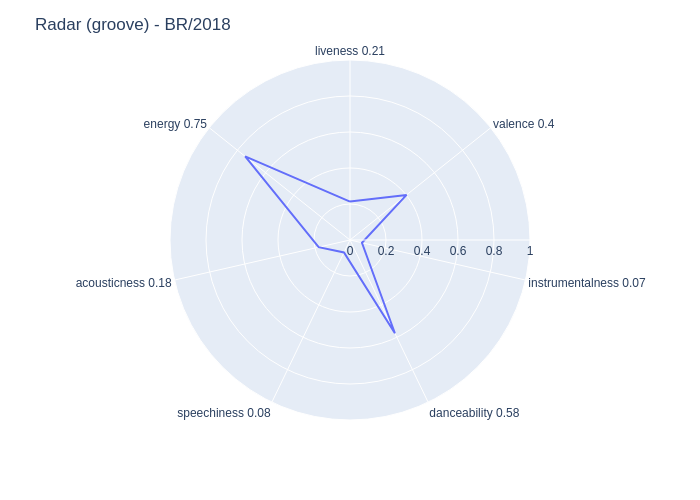 Radar (groove) - BR/2018
liveness 0.21
energy 0.75
valence 0.4
0 0.2 0.4 0.6 0.8 1
acousticness 0.18
instrumentalness 0.07
speechiness 0.08
danceability 0.58